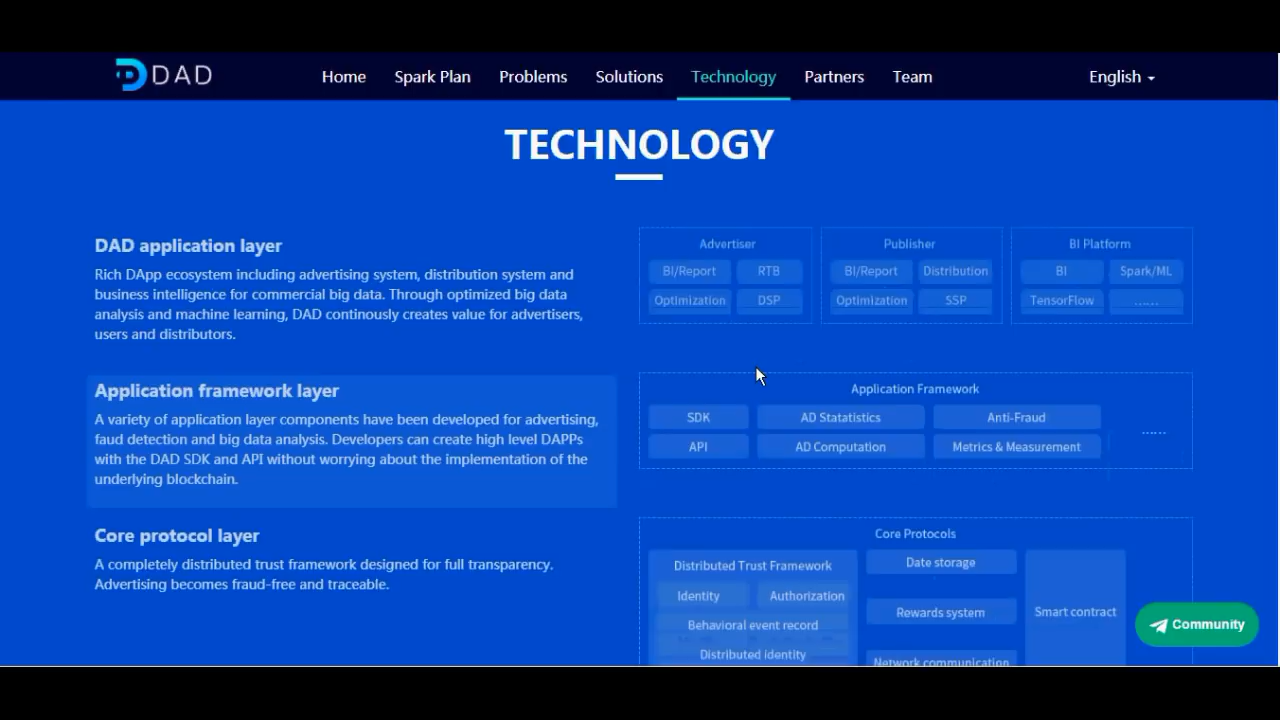 DAD
Home
Spark Plan
Problems
Solutions
Technology
Partners
Team
English
TECHNOLOGY
DAD application layer
Rich DApp ecosystem including advertising system, distribution system and
business intelligence for commercial big data. Through optimized big data
analysis and machine learning, DAD continously creates value for advertisers,
users and distributors.
Advertiser
BI/Report
RTB
Optimization
DSP
Publisher
BI/Report
Distribution
Optimization
SSP
BI Platform
BI
Spark/ML
TensorFlow
......
Application framework layer
A variety of application layer components have been developed for advertising,
faud detection and big data analysis. Developers can create high level DAPPs
with the DAD SDK and API without worrying about the implementation of the
underlying blockchain.
Application Framework
SDK
AD Statatistics
Anti-Fraud
API
AD Computation
Metrics & Measurement
......
Core protocol layer
A completely distributed trust framework designed for full transparency.
Advertising becomes fraud-free and traceable.
Core Protocols
Distributed Trust Framework
Identity
Authorization
Behavioral event record
Distributed identity
Date storage
Rewards system
Network communication
Smart contract
Community